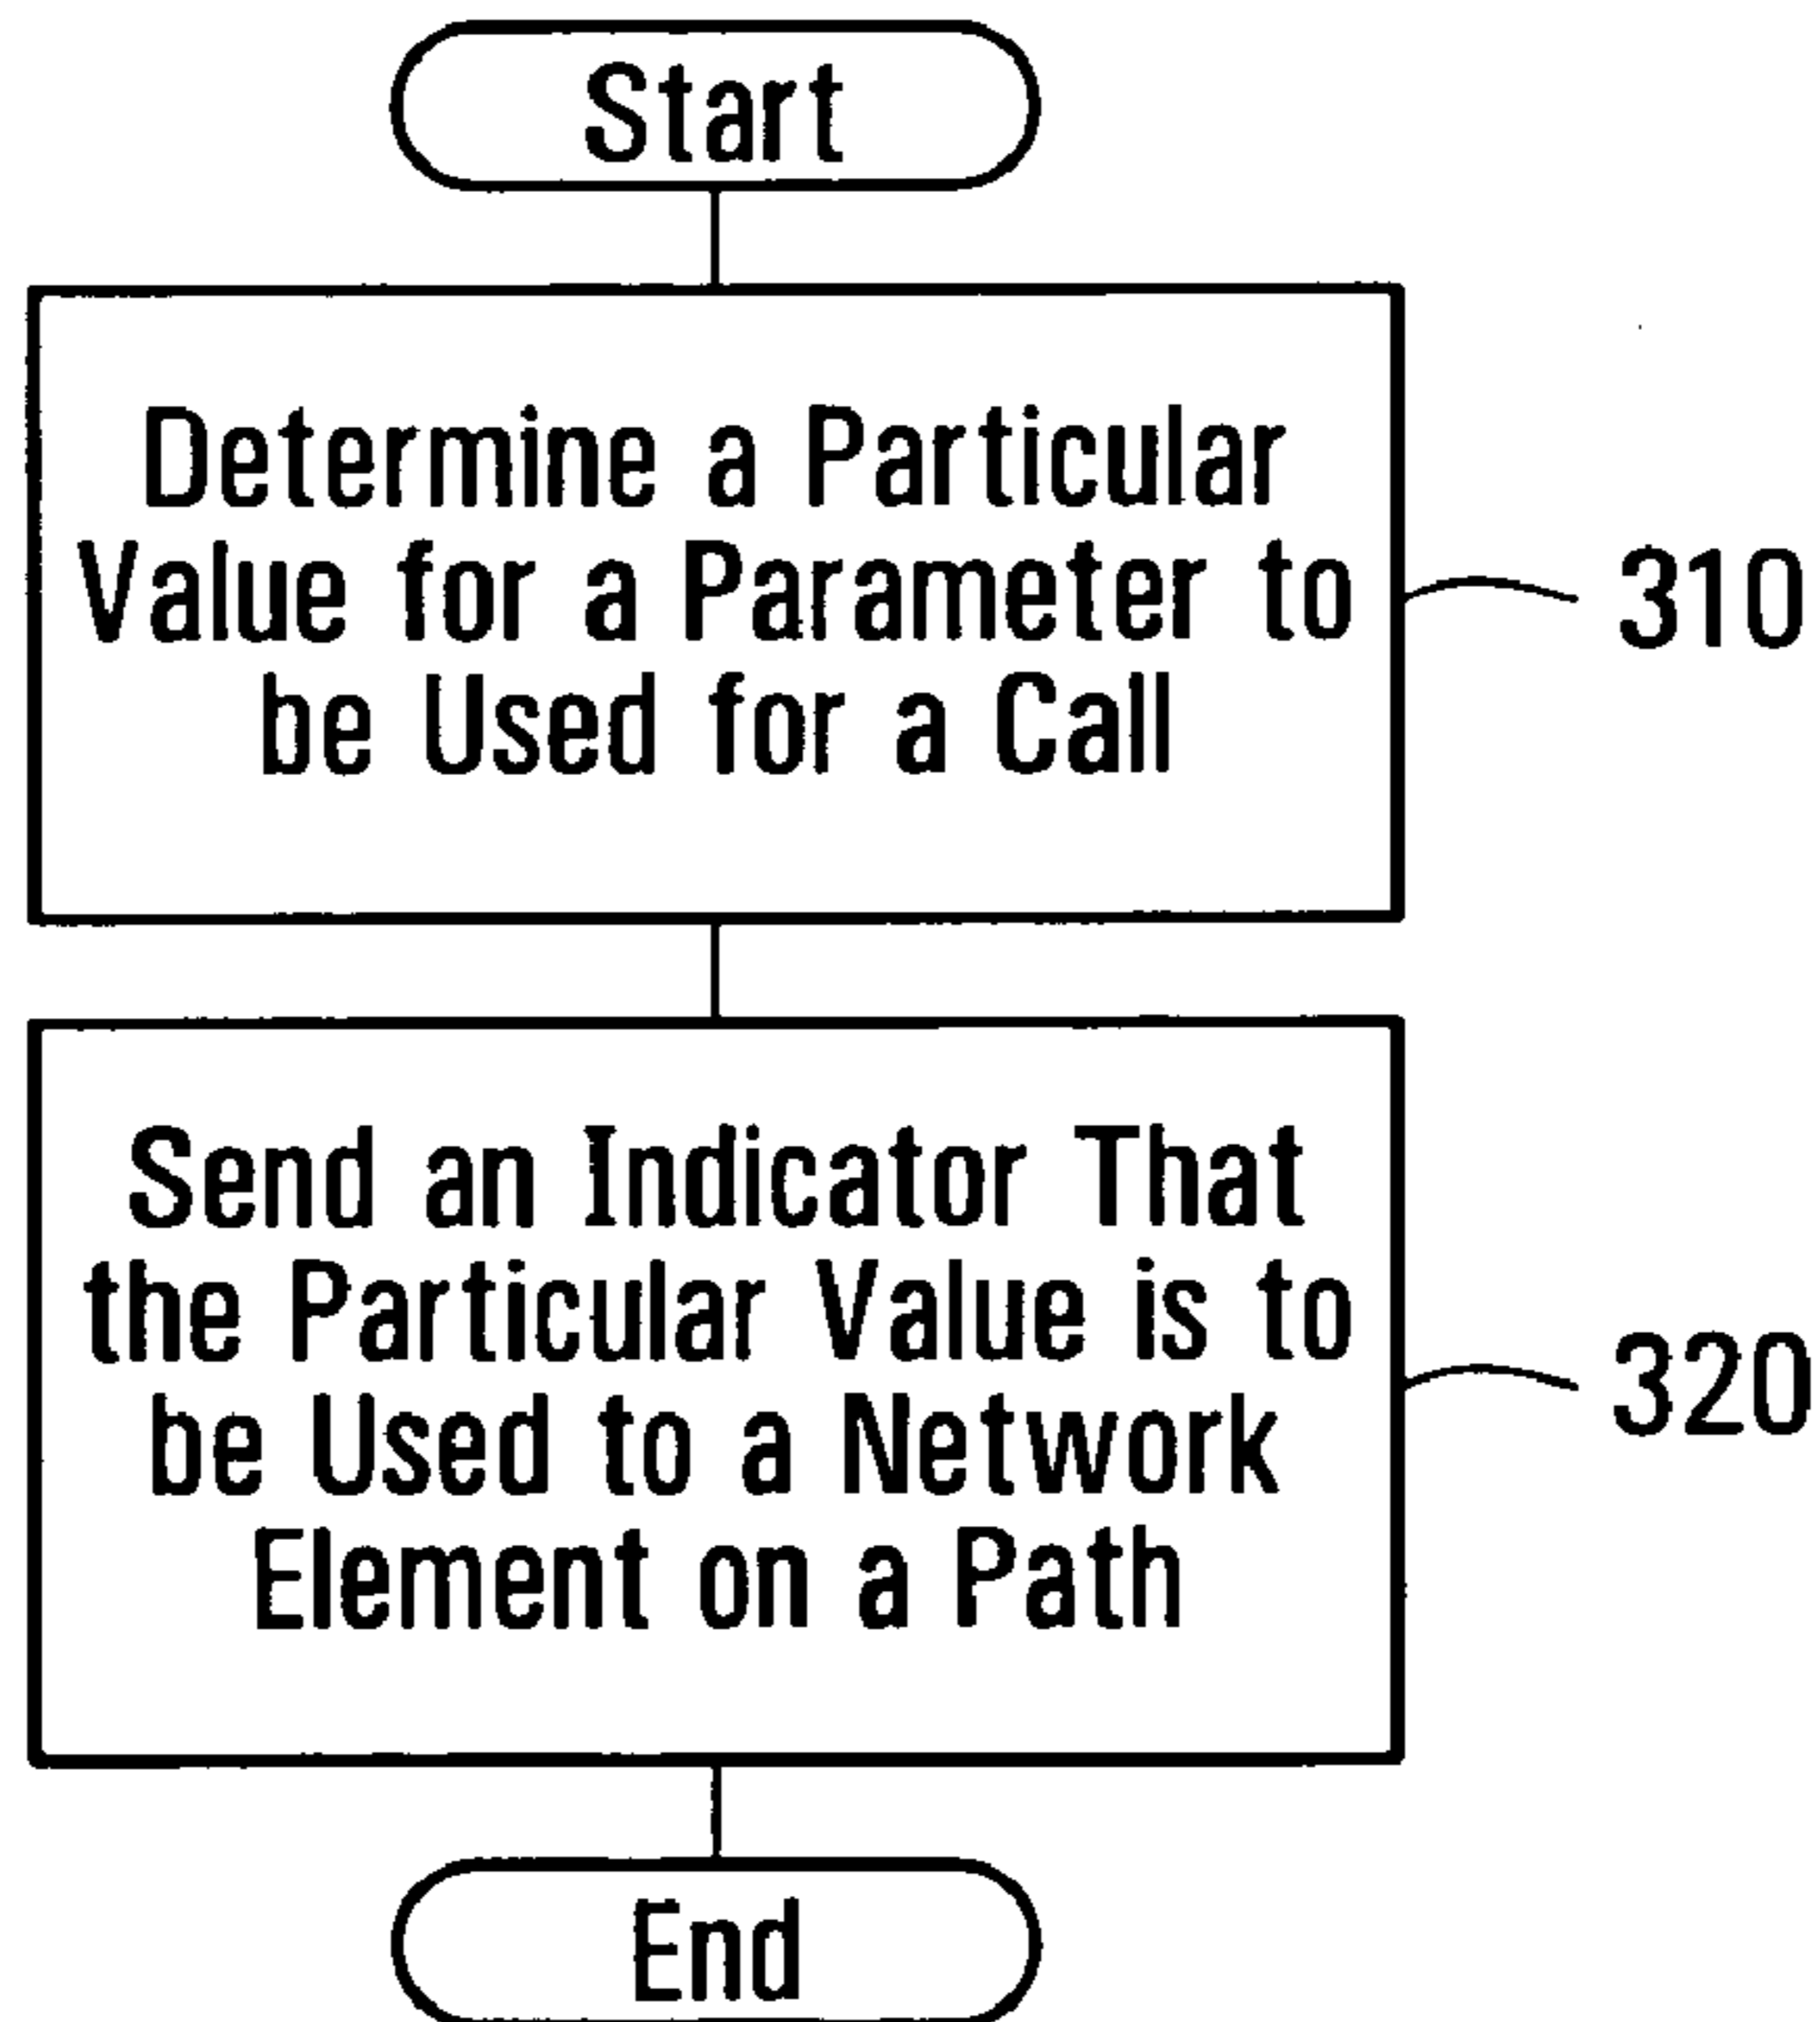 Start
Determine a Particular
Value for a Parameter to
be Used for a Call
310
Send an Indicator That
the Particular Value is to
be Used to a Network
Element on a Path
320
End